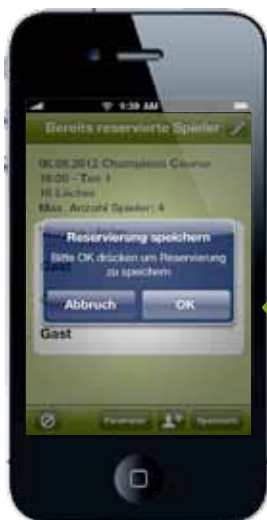 9:39 AM
Bereits reservierte Spieler
06.08.2012 Champions Course
18:00 - Tee 1
18 Löcher
Max. Anzahl Spieler: 4
Reservierung speichern
Bitte OK drücken um Reservierung
zu speichern
Abbruch OK
Gast
Gast
Speichern